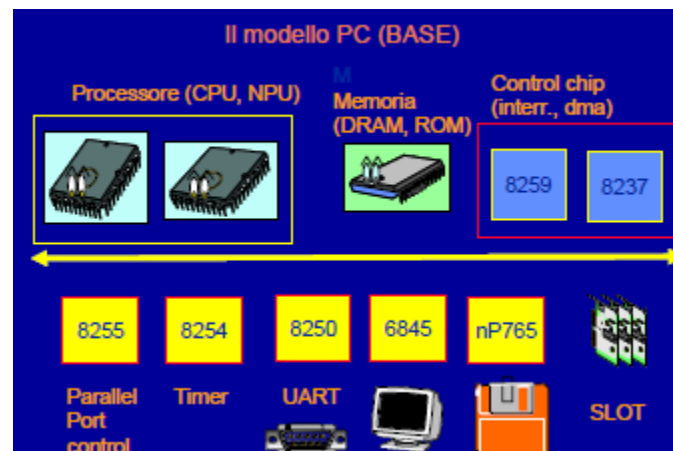 Il modello PC (BASE)
Processore (CPU, NPU)
M
Memoria
(DRAM, ROM)
Control chip
(interr., dma)
8259
8237
8255
8254
8250
6845
nP765
Parallel
Port
control
Timer
UART
SLOT